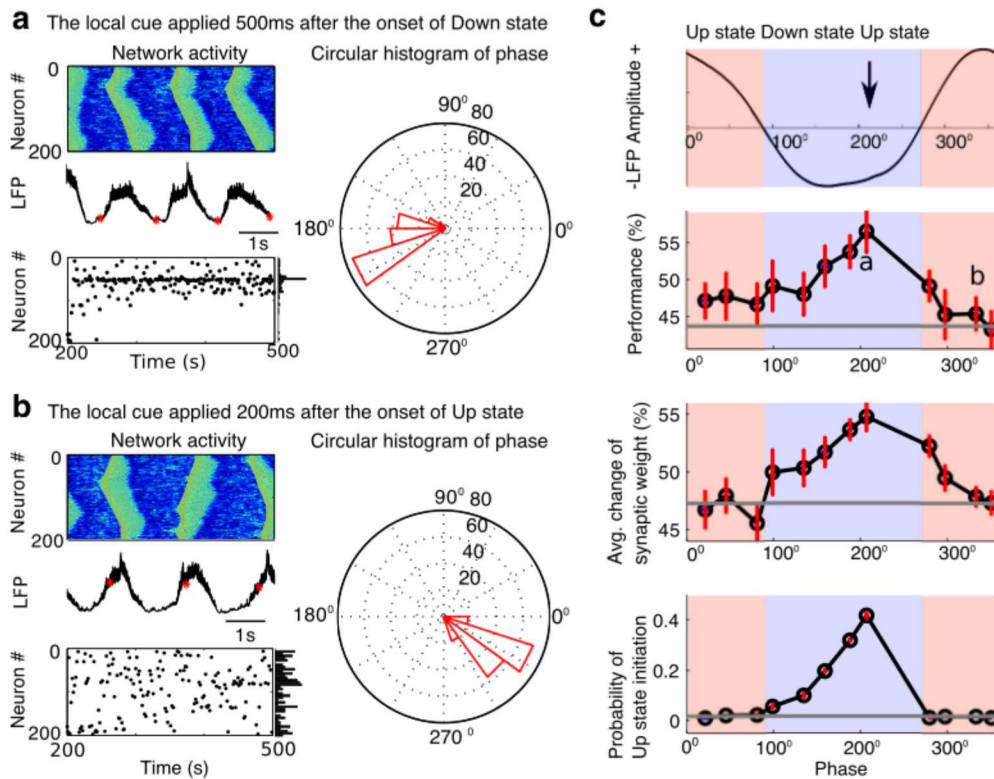 a The local cue applied 500ms after the onset of Down state
Network activity
Circular histogram of phase
Neuron #
0
200
LFP
1s
Neuron #
0
200
200
500
Time (s)
90⁰
80
60
40
20
180⁰
0⁰
270⁰
b The local cue applied 200ms after the onset of Up state
Network activity
Circular histogram of phase
Neuron #
0
200
LFP
1s
Neuron #
0
200
200
500
Time (s)
90⁰
80
60
40
20
180⁰
0⁰
270⁰
c
Up state Down state Up state
-LFP Amplitude +
0⁰ 100⁰ 200⁰ 300⁰
Performance (%)
55
50
45
a
b
0⁰ 100⁰ 200⁰ 300⁰
Avg. change of
synaptic weight (%)
55
50
45
0⁰ 100⁰ 200⁰ 300⁰
Probability of
Up state initiation
0.4
0.2
0
0⁰ 100⁰ 200⁰ 300⁰
Phase